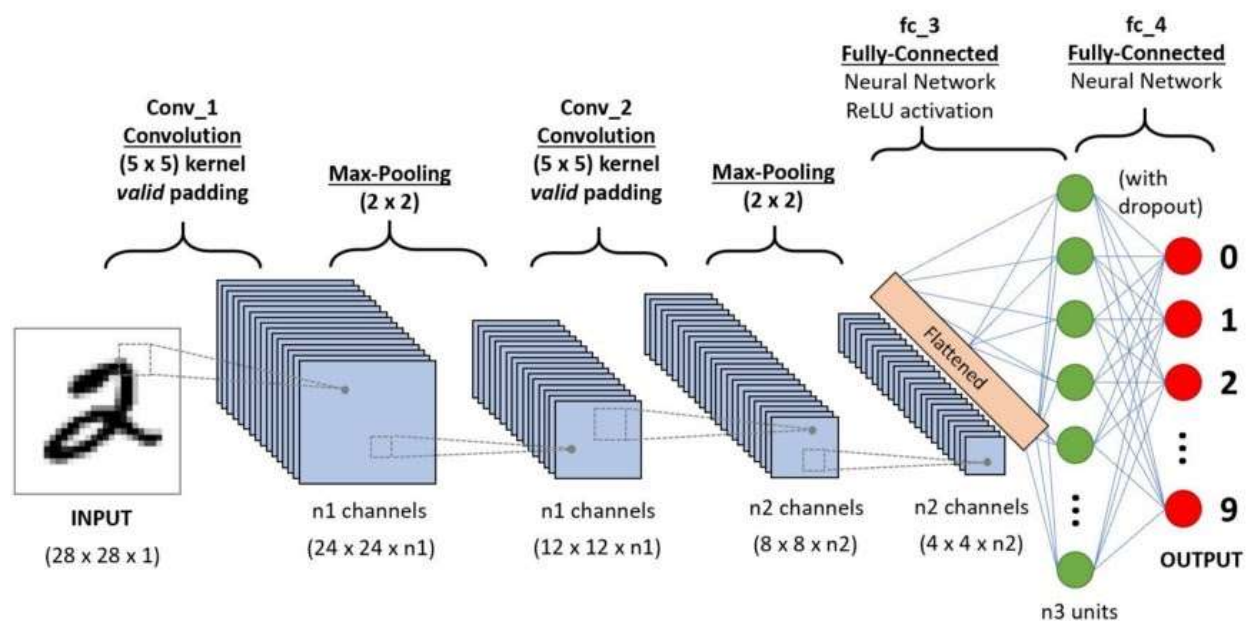 Conv_1
Convolution
(5 x 5) kernel
valid padding
Max-Pooling
(2 x 2)
Conv_2
Convolution
(5 x 5) kernel
valid padding
Max-Pooling
(2 x 2)
fc_3
Fully-Connected
Neural Network
ReLU activation
fc_4
Fully-Connected
Neural Network
(with
dropout)
Flattened
0
1
2
9
OUTPUT
2
INPUT
(28 x 28 x 1)
n1 channels
(24 x 24 x n1)
n1 channels
(12 x 12 x n1)
n2 channels
(8 x 8 x n2)
n2 channels
(4 x 4 x n2)
n3 units